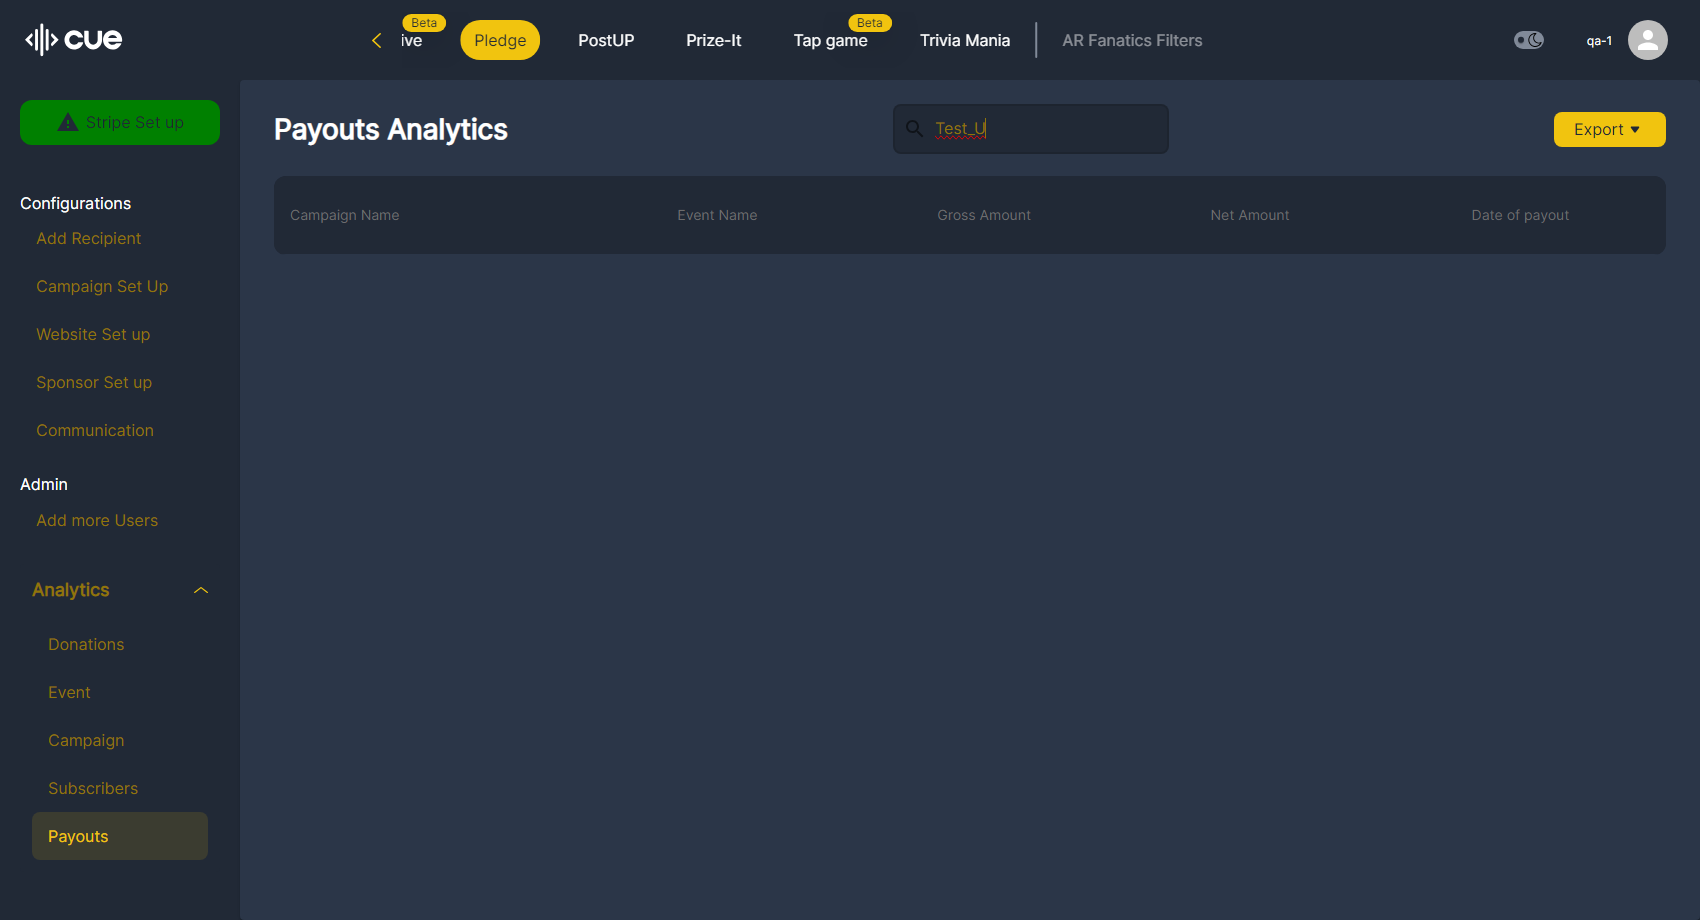 cue
Beta
ive
Pledge
PostUP
Prize-It
Beta
Tap game
Trivia Mania
AR Fanatics Filters
qa-1
Stripe Set up
Configurations
Add Recipient
Campaign Set Up
Website Set up
Sponsor Set up
Communication
Admin
Add more Users
Analytics
Donations
Event
Campaign
Subscribers
Payouts
Payouts Analytics
Test_U
Export
Campaign Name
Event Name
Gross Amount
Net Amount
Date of payout